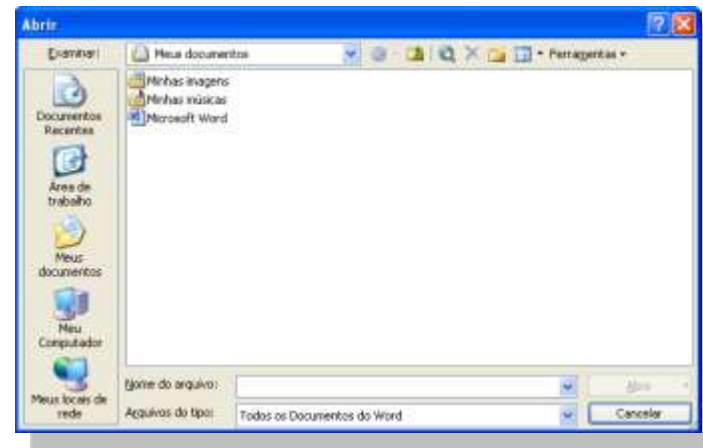 Abrir
Examinar:
Meus documentos
Ferramentas
Minhas imagens
Minhas músicas
Microsoft Word
Documentos
Recentes
Área de
trabalho
Meus
documentos
Meu
Computador
Meus locais de
rede
Nome do arquivo:
Abrir
Arquivos do tipo:
Todos os Documentos do Word
Cancelar